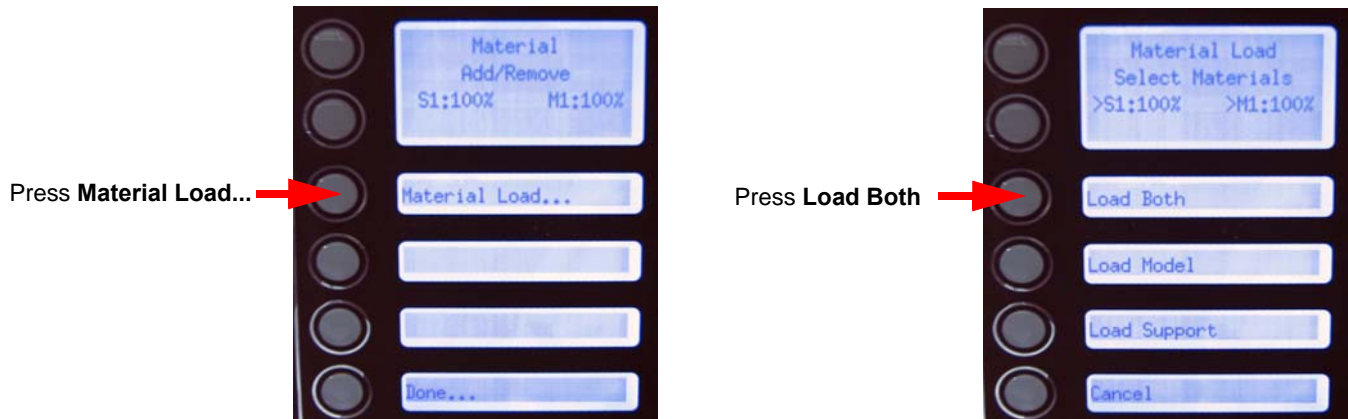 Press Material Load...
Material
Add/Remove
S1:100% M1:100%
Material Load...
Done...
Press Load Both
Material Load
Select Materials
>S1:100% >M1:100%
Load Both
Load Model
Load Support
Cancel